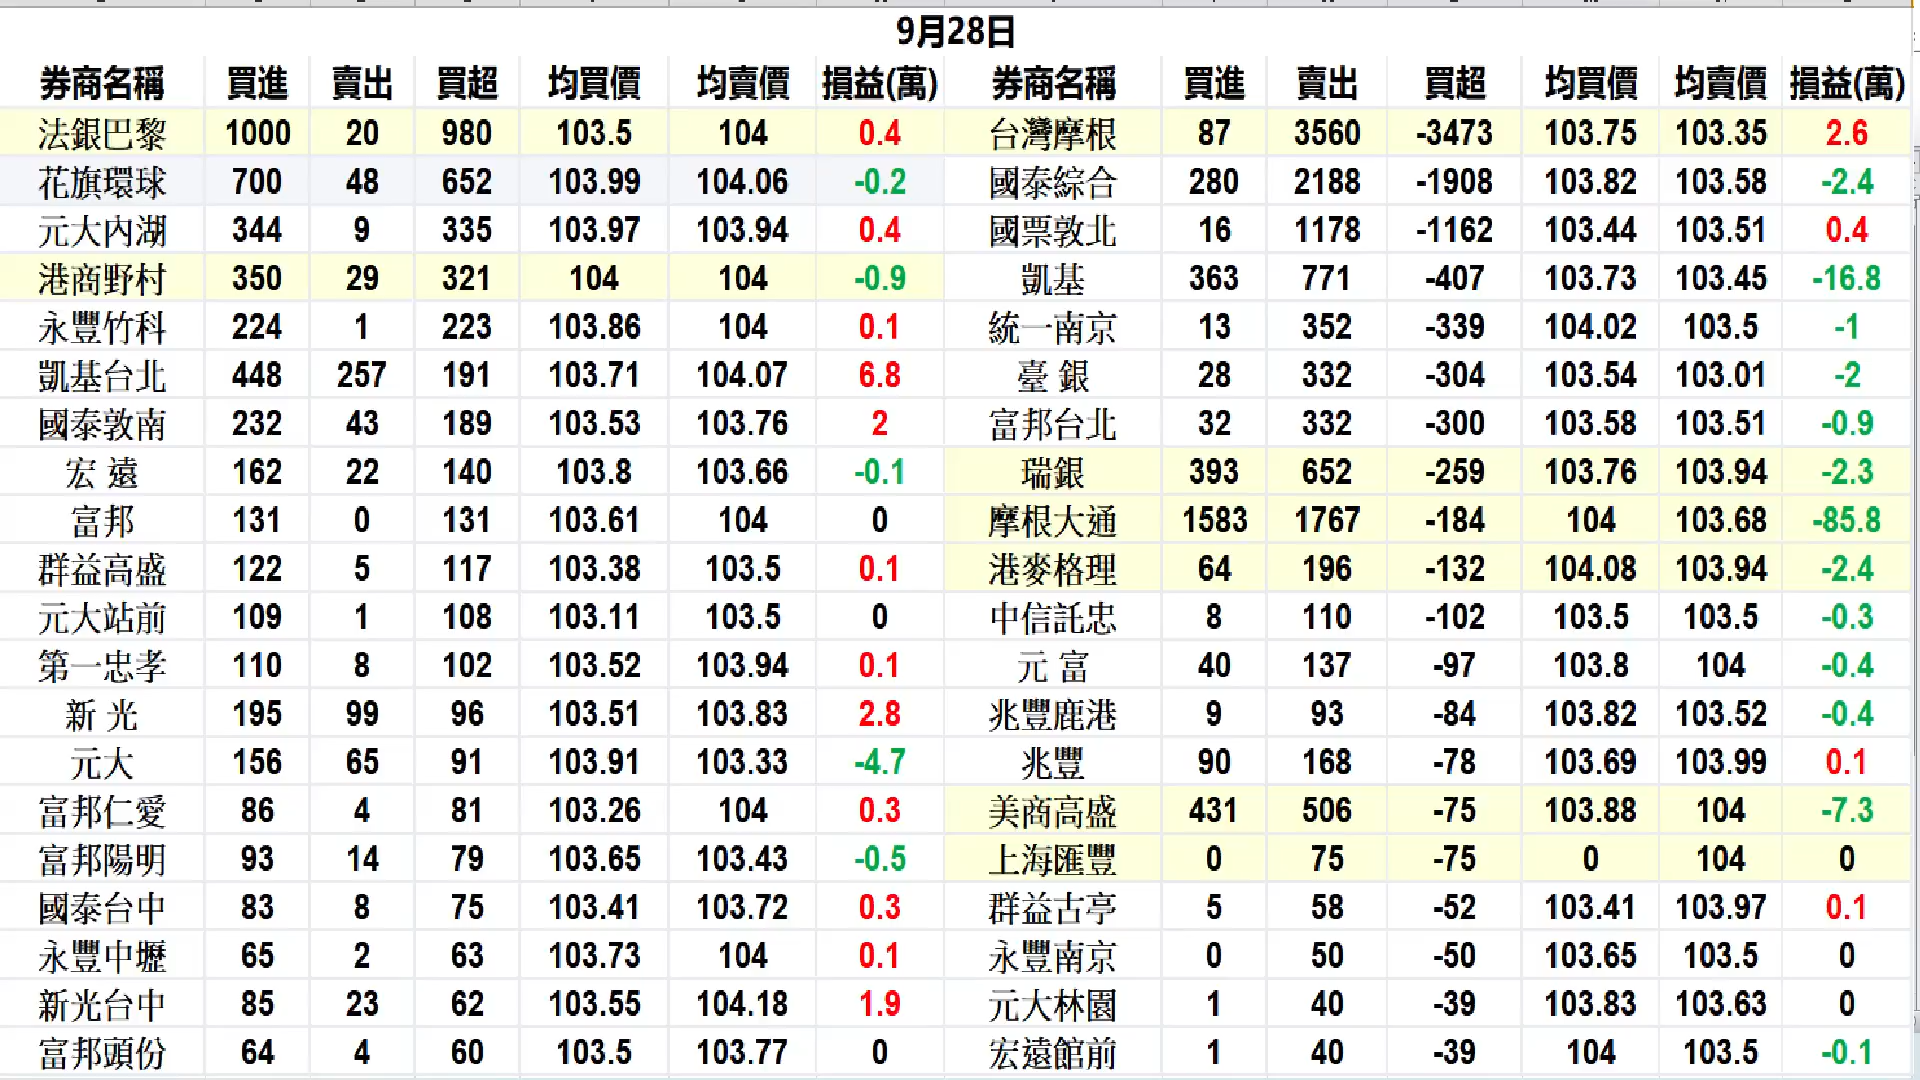 9月28日
券商名稱 買進 賣出 買超 均買價 均賣價 損益(萬) 券商名稱 買進 賣出 買超 均買價 均賣價 損益(萬)
法銀巴黎 1000 20 980 103.5 104 0.4 台灣摩根 87 3560 -3473 103.75 103.35 2.6
花旗環球 700 48 652 103.99 104.06 -0.2 國泰綜合 280 2188 -1908 103.82 103.58 -2.4
元大內湖 344 9 335 103.97 103.94 0.4 國票敦北 16 1178 -1162 103.44 103.51 0.4
港商野村 350 29 321 104 104 -0.9 凱基 363 771 -407 103.73 103.45 -16.8
永豐竹科 224 1 223 103.86 104 0.1 統一南京 13 352 -339 104.02 103.5 -1
凱基台北 448 257 191 103.71 104.07 6.8 臺 銀 28 332 -304 103.54 103.01 -2
國泰敦南 232 43 189 103.53 103.76 2 富邦台北 32 332 -300 103.58 103.51 -0.9
宏 遠 162 22 140 103.8 103.66 -0.1 瑞銀 393 652 -259 103.76 103.94 -2.3
富邦 131 0 131 103.61 104 0 摩根大通 1583 1767 -184 104 103.68 -85.8
群益高盛 122 5 117 103.38 103.5 0.1 港麥格理 64 196 -132 104.08 103.94 -2.4
元大站前 109 1 108 103.11 103.5 0 中信託忠 8 110 -102 103.5 103.5 -0.3
第一忠孝 110 8 102 103.52 103.94 0.1 元 富 40 137 -97 103.8 104 -0.4
新 光 195 99 96 103.51 103.83 2.8 兆豐鹿港 9 93 -84 103.82 103.52 -0.4
元大 156 65 91 103.91 103.33 -4.7 兆豐 90 168 -78 103.69 103.99 0.1
富邦仁愛 86 4 81 103.26 104 0.3 美商高盛 431 506 -75 103.88 104 -7.3
富邦陽明 93 14 79 103.65 103.43 -0.5 上海匯豐 0 75 -75 0 104 0
國泰台中 83 8 75 103.41 103.72 0.3 群益古亭 5 58 -52 103.41 103.97 0.1
永豐中壢 65 2 63 103.73 104 0.1 永豐南京 0 50 -50 103.65 103.5 0
新光台中 85 23 62 103.55 104.18 1.9 元大林園 1 40 -39 103.83 103.63 0
富邦頭份 64 4 60 103.5 103.77 0 宏遠館前 1 40 -39 104 103.5 -0.1